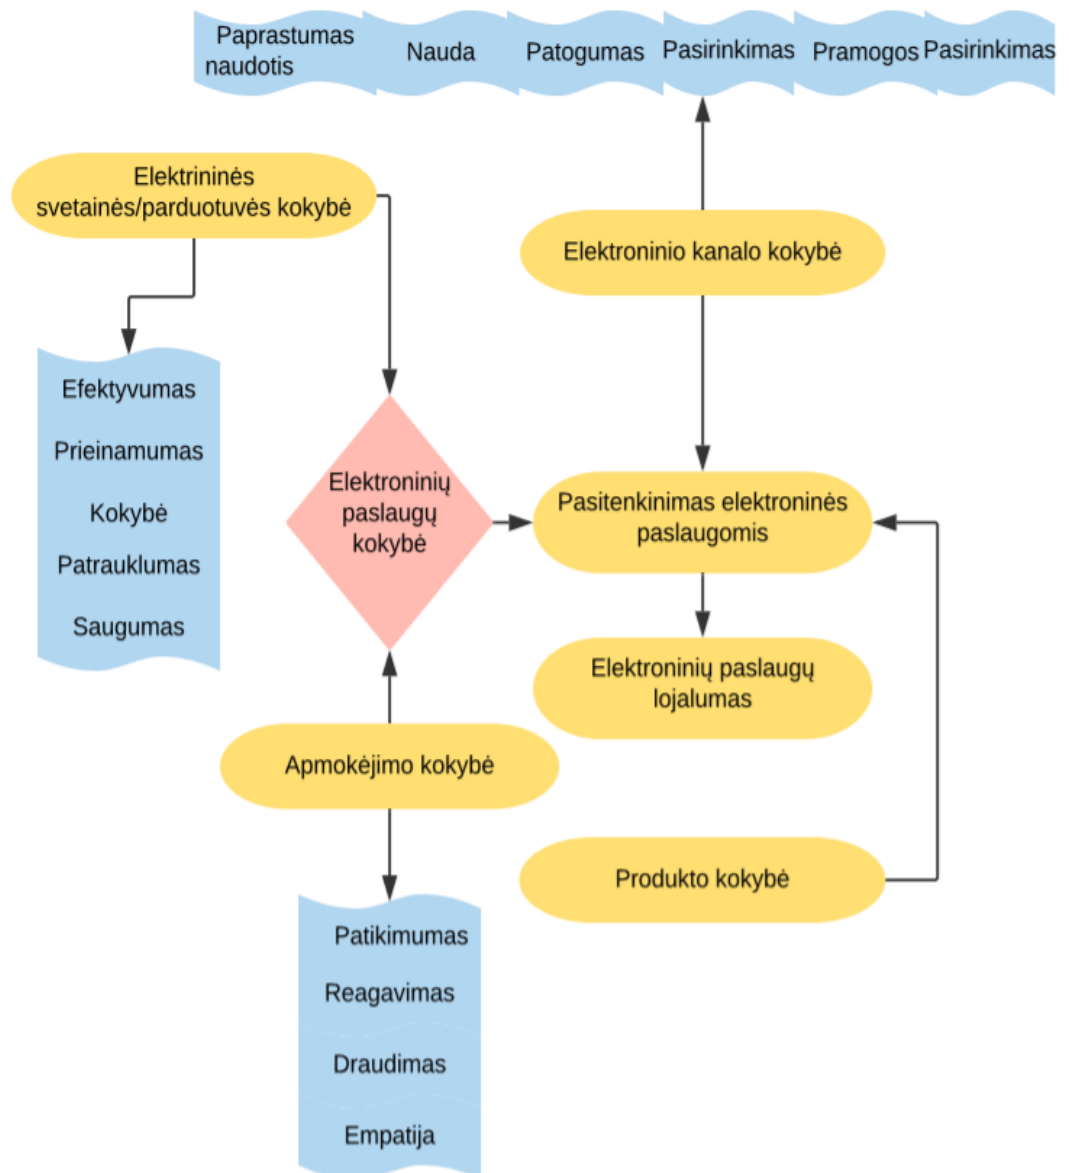 Paprastumas
naudotis
Nauda
Patogumas
Pasirinkimas
Pramogos
Pasirinkimas
Elektrininės
svetainės/parduotuvės kokybė
Elektroninio kanalo kokybė
Efektyvumas
Prieinamumas
Kokybė
Patrauklumas
Saugumas
Elektroninių
paslaugų
kokybė
Pasitenkinimas elektroninės
paslaugomis
Elektroninių paslaugų
lojalumas
Apmokėjimo kokybė
Produkto kokybė
Patikimumas
Reagavimas
Draudimas
Empatija